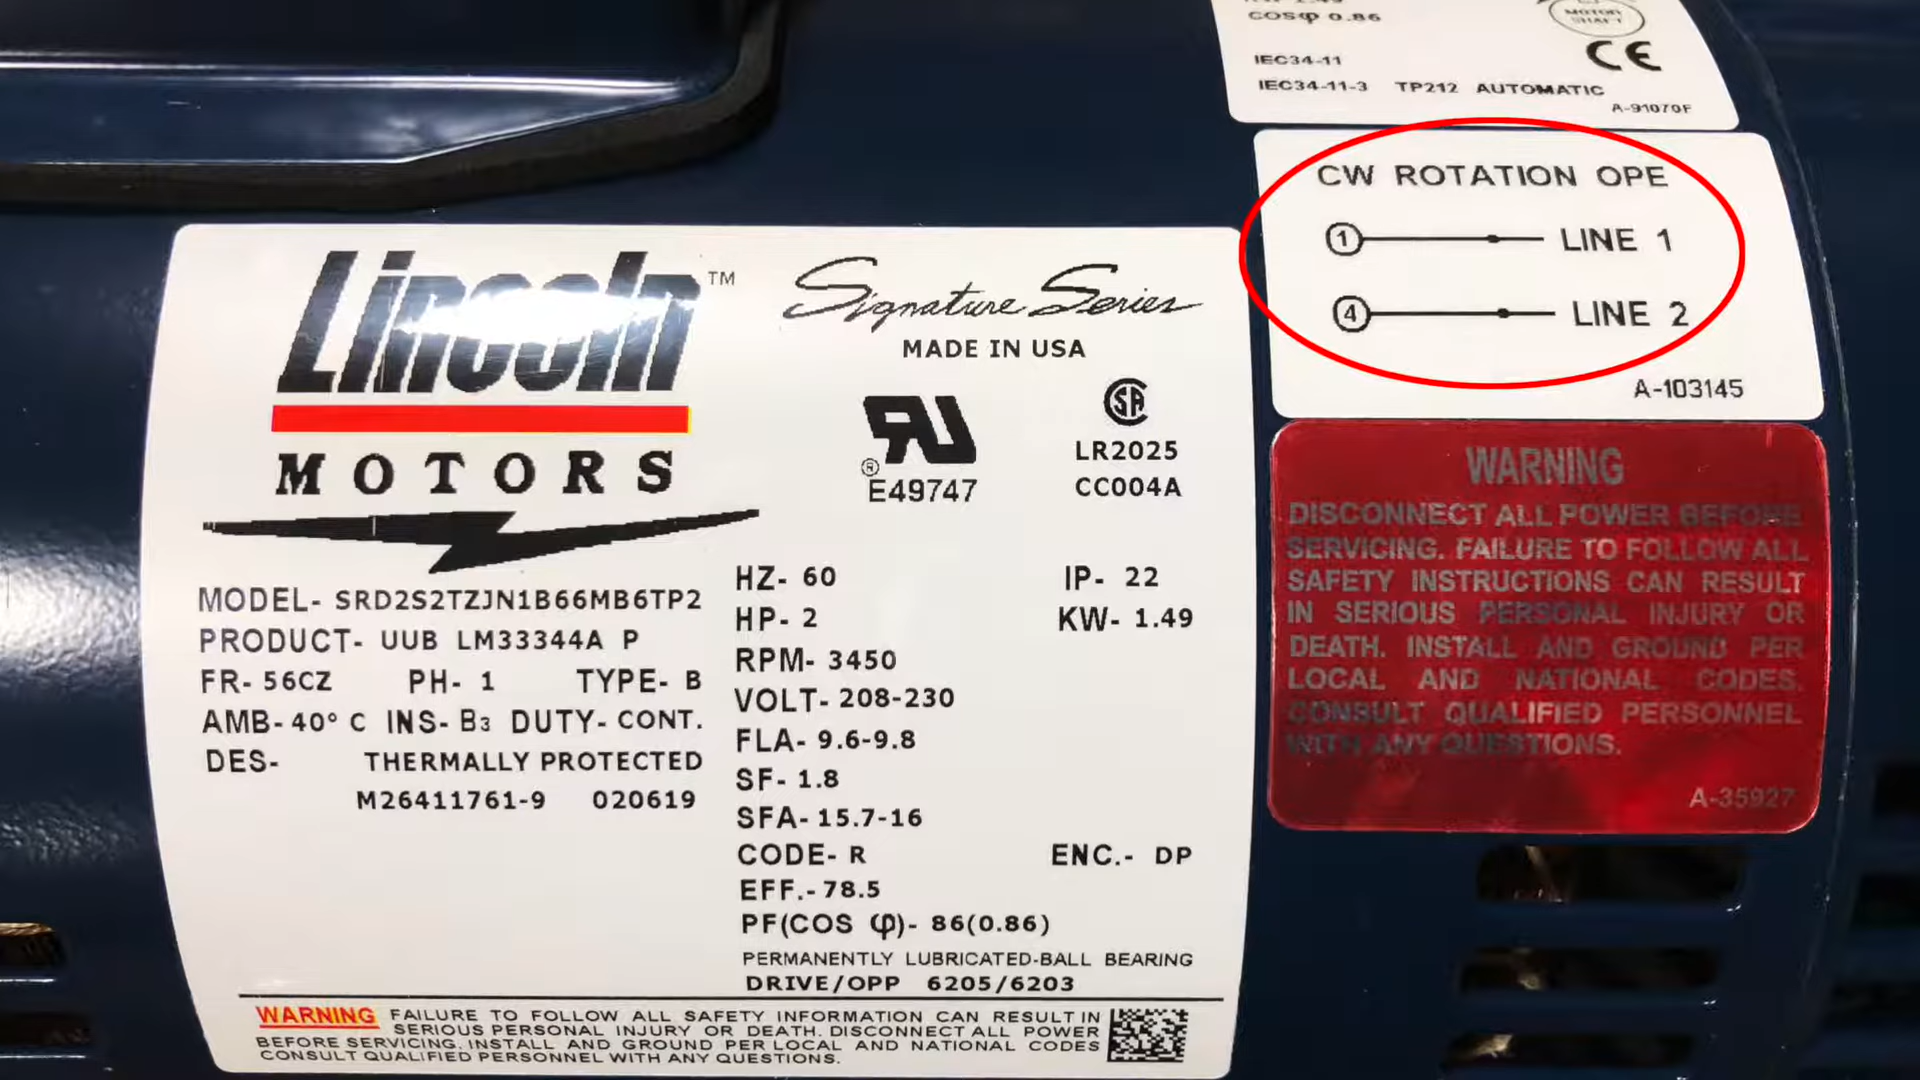 COSφ 0.86
MOTOR
SHAFT
CE
IEC34-11
IEC34-11-3 TP212 AUTOMATIC
A-91070F
CW ROTATION OPE
1 LINE 1
4 LINE 2
A-103145
WARNING
DISCONNECT ALL POWER BEFORE
SERVICING. FAILURE TO FOLLOW ALL
SAFETY INSTRUCTIONS CAN RESULT
IN SERIOUS PERSONAL INJURY OR
DEATH. INSTALL AND GROUND PER
LOCAL AND NATIONAL CODES.
CONSULT QUALIFIED PERSONNEL
WITH ANY QUESTIONS.
A-35927
Lincoln™
MOTORS
Signature Series
MADE IN USA
®
E49747
SA
LR2025
CC004A
MODEL- SRD2S2TZJN1B66MB6TP2
PRODUCT- UUB LM33344A P
FR- 56CZ PH- 1 TYPE- B
AMB- 40° C INS- B3 DUTY- CONT.
DES- THERMALLY PROTECTED
M26411761-9 020619
HZ- 60 IP- 22
HP- 2 KW- 1.49
RPM- 3450
VOLT- 208-230
FLA- 9.6-9.8
SF- 1.8
SFA- 15.7-16
CODE- R ENC.- DP
EFF.- 78.5
PF(COS φ)- 86(0.86)
PERMANENTLY LUBRICATED-BALL BEARING
DRIVE/OPP 6205/6203
WARNING FAILURE TO FOLLOW ALL SAFETY INFORMATION CAN RESULT IN
SERIOUS PERSONAL INJURY OR DEATH. DISCONNECT ALL POWER
BEFORE SERVICING. INSTALL AND GROUND PER LOCAL AND NATIONAL CODES
CONSULT QUALIFIED PERSONNEL WITH ANY QUESTIONS.